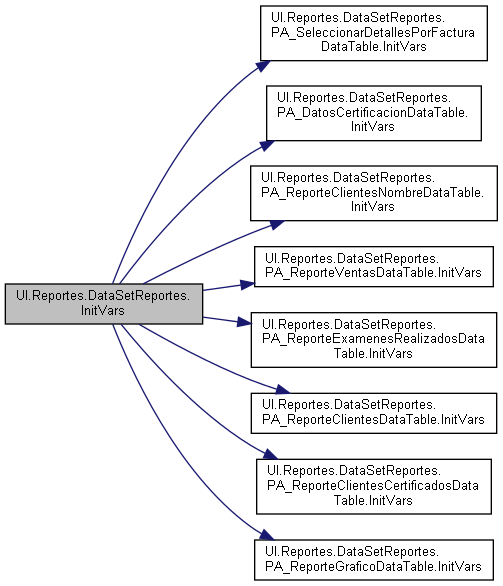 UI.Reportes.DataSetReportes.
PA_SeleccionarDetallesPorFactura
DataTable.InitVars
UI.Reportes.DataSetReportes.
PA_DatosCertificacionDataTable.
InitVars
UI.Reportes.DataSetReportes.
PA_ReporteClientesNombreDataTable.
InitVars
UI.Reportes.DataSetReportes.
PA_ReporteVentasDataTable.InitVars
UI.Reportes.DataSetReportes.
InitVars
UI.Reportes.DataSetReportes.
PA_ReporteExamenesRealizadosData
Table.InitVars
UI.Reportes.DataSetReportes.
PA_ReporteClientesDataTable.InitVars
UI.Reportes.DataSetReportes.
PA_ReporteClientesCertificadosData
Table.InitVars
UI.Reportes.DataSetReportes.
PA_ReporteGraficoDataTable.InitVars